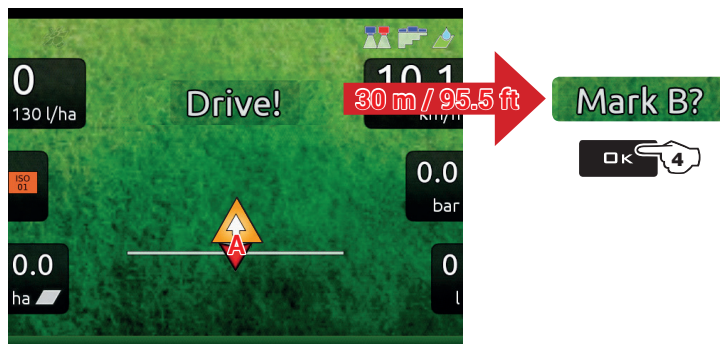 0
130 l/ha
Drive!
10.1
km/h
30 m / 95.5 ft
Mark B?
OK
4
ISO
01
0.0
bar
A
0.0
ha
0
l